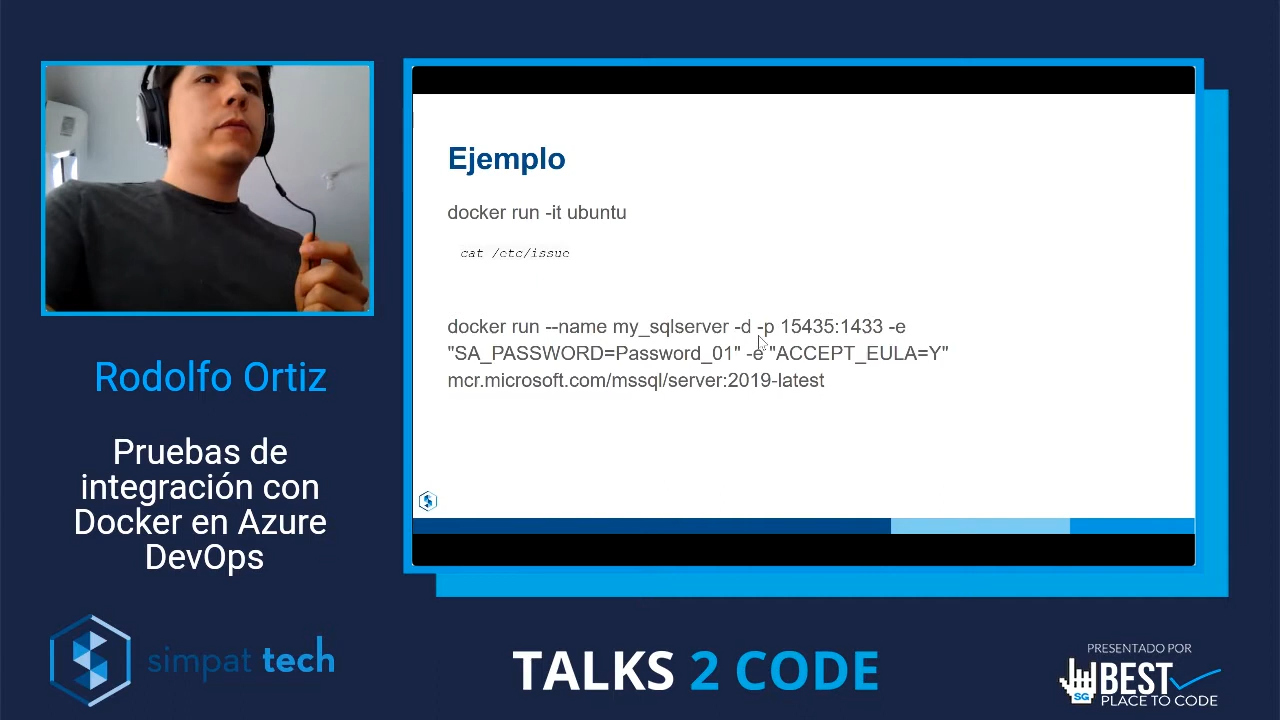 Ejemplo
docker run -it ubuntu
cat /etc/issue
docker run --name my_sqlserver -d -p 15435:1433 -e
"SA_PASSWORD=Password_01" -e "ACCEPT_EULA=Y"
mcr.microsoft.com/mssql/server:2019-latest
Rodolfo Ortiz
Pruebas de
integración con
Docker en Azure
DevOps
simpat tech
TALKS 2 CODE
PRESENTADO POR
SG
BEST
PLACE TO CODE